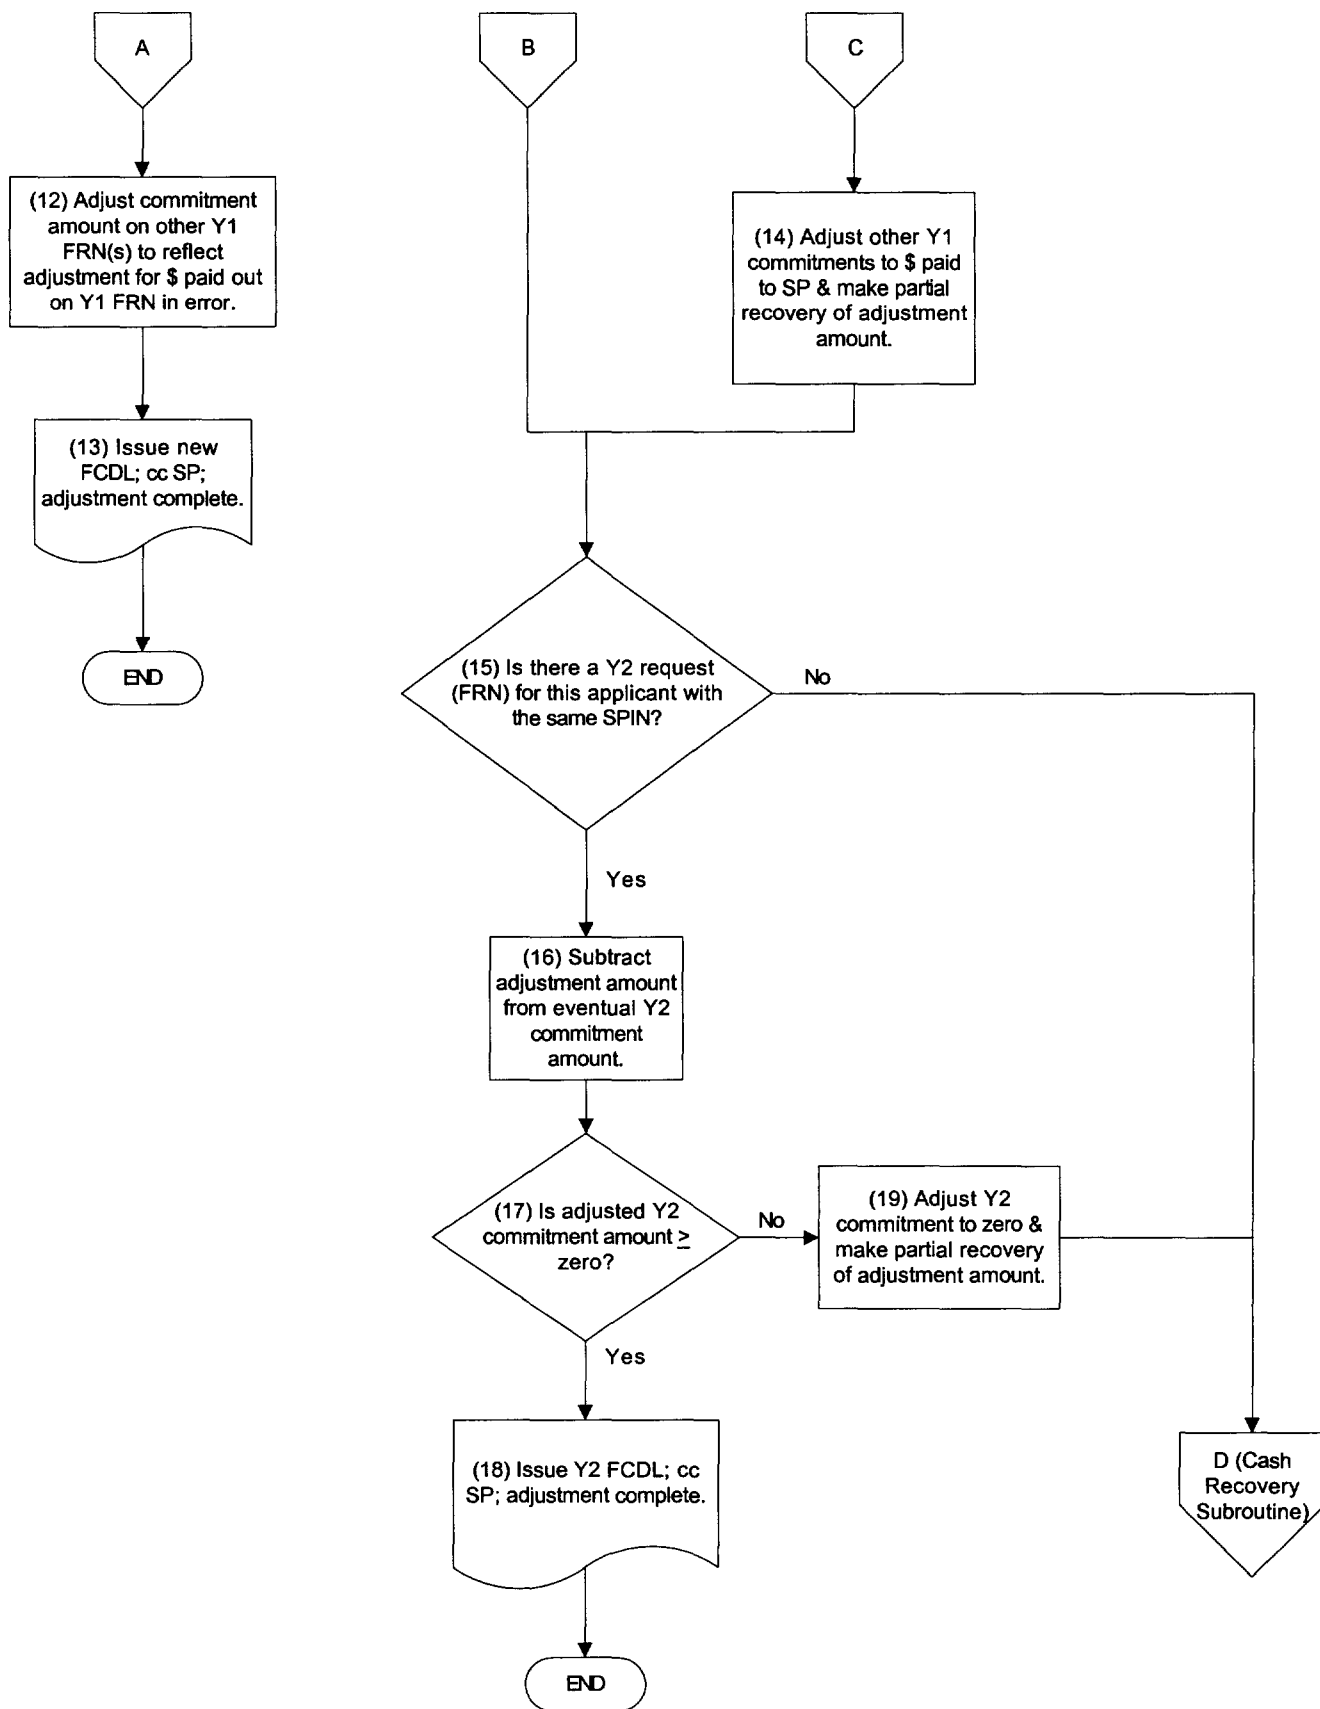 A
B
C
(12) Adjust commitment
amount on other Y1
FRN(s) to reflect
adjustment for $ paid out
on Y1 FRN in error.
(14) Adjust other Y1
commitments to $ paid
to SP & make partial
recovery of adjustment
amount.
(13) Issue new
FCDL; cc SP;
adjustment complete.
END
(15) Is there a Y2 request
(FRN) for this applicant with
the same SPIN?
No
Yes
(16) Subtract
adjustment amount
from eventual Y2
commitment
amount.
(17) Is adjusted Y2
commitment amount ≥
zero?
No
(19) Adjust Y2
commitment to zero &
make partial recovery
of adjustment amount.
Yes
(18) Issue Y2 FCDL; cc
SP; adjustment complete.
D (Cash
Recovery
Subroutine)
END